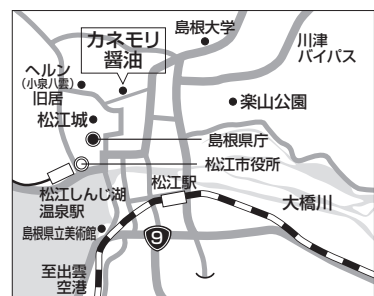 島根大学
カネモリ
醤油
川津
バイパス
ヘルン
(小泉八雲)
旧居
楽山公園
松江城
島根県庁
松江市役所
松江しんじ湖
温泉駅
松江駅
大橋川
島根県立美術館
9
至出雲
空港